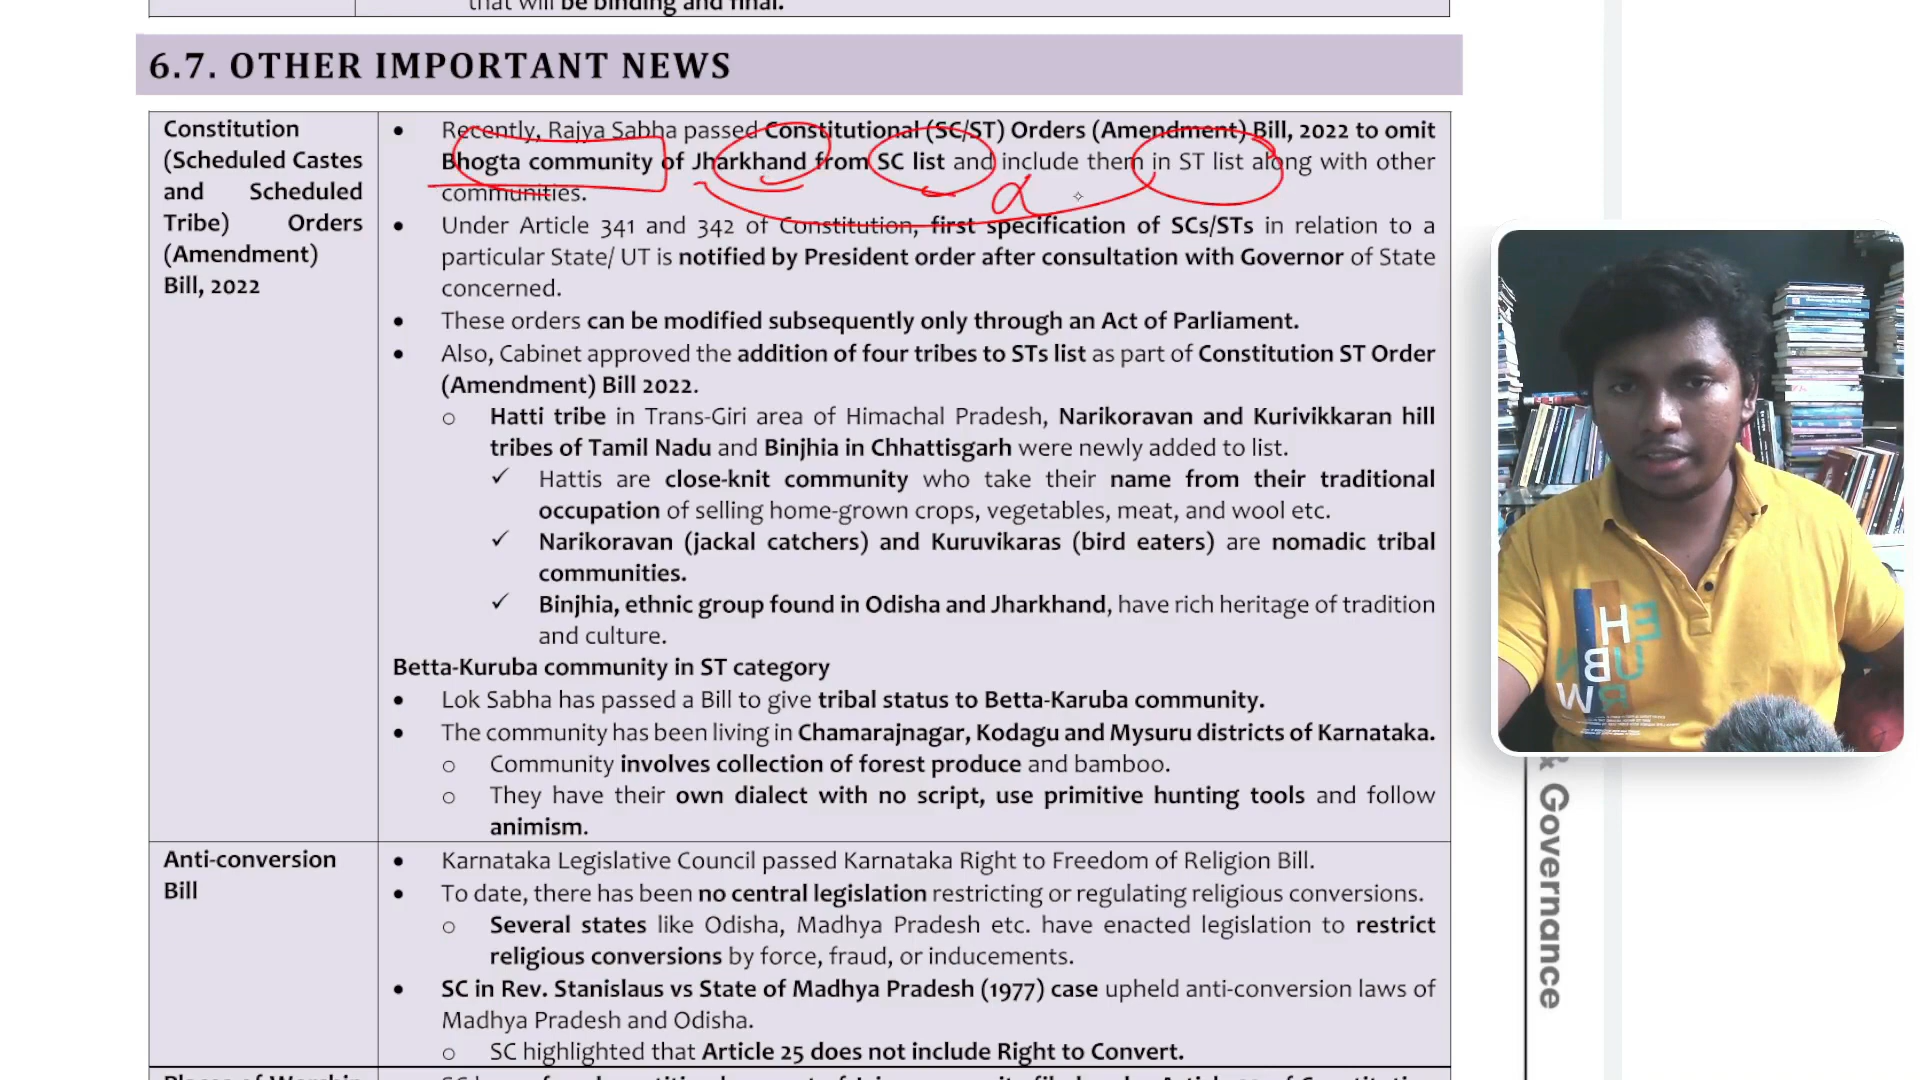 that will be binding and final.
6.7. OTHER IMPORTANT NEWS
Constitution
(Scheduled Castes
and Scheduled
Tribe) Orders
(Amendment)
Bill, 2022
• Recently, Rajya Sabha passed Constitutional (SC/ST) Orders (Amendment) Bill, 2022 to omit
Bhogta community of Jharkhand from SC list and include them in ST list along with other
communities.
• Under Article 341 and 342 of Constitution, first specification of SCs/STs in relation to a
particular State/ UT is notified by President order after consultation with Governor of State
concerned.
• These orders can be modified subsequently only through an Act of Parliament.
• Also, Cabinet approved the addition of four tribes to STs list as part of Constitution ST Order
(Amendment) Bill 2022.
o Hatti tribe in Trans-Giri area of Himachal Pradesh, Narikoravan and Kurivikkaran hill
tribes of Tamil Nadu and Binjhia in Chhattisgarh were newly added to list.
✓ Hattis are close-knit community who take their name from their traditional
occupation of selling home-grown crops, vegetables, meat, and wool etc.
✓ Narikoravan (jackal catchers) and Kuruvikaras (bird eaters) are nomadic tribal
communities.
✓ Binjhia, ethnic group found in Odisha and Jharkhand, have rich heritage of tradition
and culture.
Betta-Kuruba community in ST category
• Lok Sabha has passed a Bill to give tribal status to Betta-Karuba community.
• The community has been living in Chamarajnagar, Kodagu and Mysuru districts of Karnataka.
o Community involves collection of forest produce and bamboo.
o They have their own dialect with no script, use primitive hunting tools and follow
animism.
Anti-conversion
Bill
• Karnataka Legislative Council passed Karnataka Right to Freedom of Religion Bill.
• To date, there has been no central legislation restricting or regulating religious conversions.
o Several states like Odisha, Madhya Pradesh etc. have enacted legislation to restrict
religious conversions by force, fraud, or inducements.
• SC in Rev. Stanislaus vs State of Madhya Pradesh (1977) case upheld anti-conversion laws of
Madhya Pradesh and Odisha.
o SC highlighted that Article 25 does not include Right to Convert.
Places of Worship
& Governance